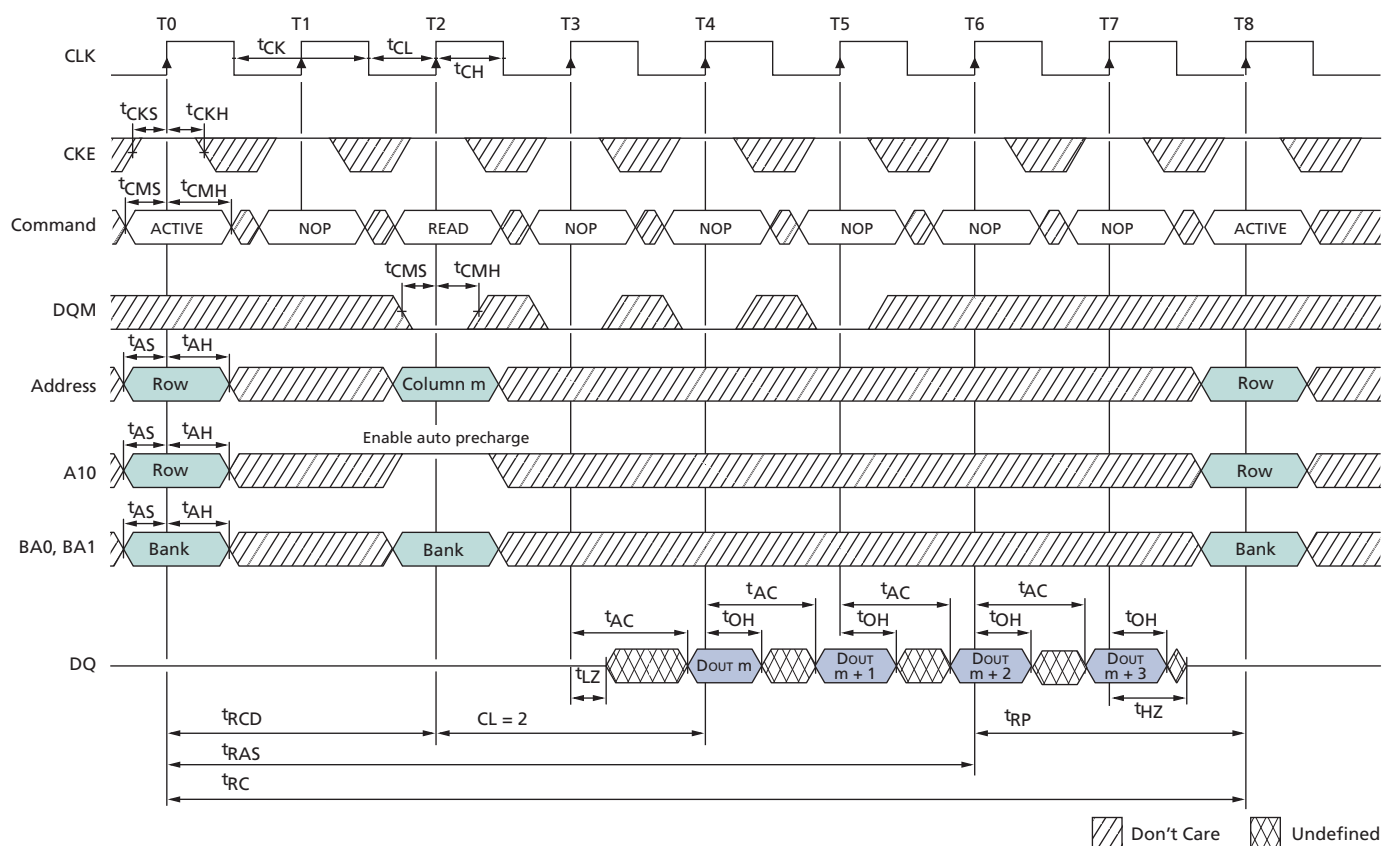 T0 T1 T2 T3 T4 T5 T6 T7 T8
CLK
tCK tCL
tCH
tCKS tCKH
CKE
tCMS tCMH
Command ACTIVE NOP READ NOP NOP NOP NOP NOP ACTIVE
tCMS tCMH
DQM
tAS tAH
Address Row Column m Row
tAS tAH Enable auto precharge
A10 Row Row
tAS tAH
BA0, BA1 Bank Bank Bank
tAC tAC tAC
tAC tOH tOH tOH tOH
DQ DOUT m DOUT m + 1 DOUT m + 2 DOUT m + 3
tLZ tHZ
tRCD CL = 2 tRP
tRAS
tRC
Don't Care Undefined